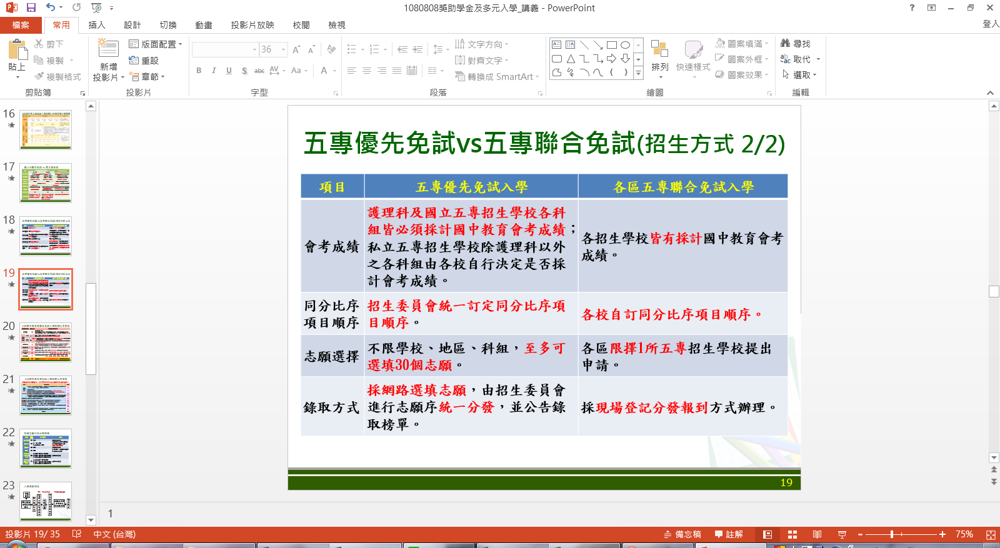 1080808獎助學金及多元入學_講義 - PowerPoint
登入
檔案 常用 插入 設計 切換 動畫 投影片放映 校閱 檢視
貼上
剪下
複製
複製格式
剪貼簿
新增
投影片
版面配置
重設
章節
投影片
36
B I U S abc AV Aa A
字型
文字方向
對齊文字
轉換成 SmartArt
段落
排列
快速樣式
圖案填滿
圖案外框
圖案效果
繪圖
尋找
取代
選取
編輯
16
17
18
19
20
21
22
23
五專優先免試vs五專聯合免試(招生方式 2/2)
項目 五專優先免試入學 各區五專聯合免試入學
會考成績
護理科及國立五專招生學校各科
組皆必須採計國中教育會考成績；
私立五專招生學校除護理科以外
之各科組由各校自行決定是否採
計會考成績。
各招生學校皆有採計國中教育會考
成績。
同分比序
項目順序
招生委員會統一訂定同分比序項
目順序。
各校自訂同分比序項目順序。
志願選擇
不限學校、地區、科組，至多可
選填30個志願。
各區限擇1所五專招生學校提出
申請。
錄取方式
採網路選填志願，由招生委員會
進行志願序統一分發，並公告錄
取榜單。
採現場登記分發報到方式辦理。
19
1
投影片 19/ 35 中文 (台灣) 備忘稿 註解 75%